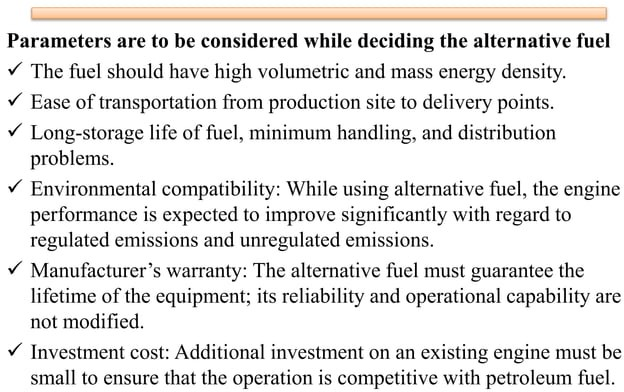 Parameters are to be considered while deciding the alternative fuel
✓ The fuel should have high volumetric and mass energy density.
✓ Ease of transportation from production site to delivery points.
✓ Long-storage life of fuel, minimum handling, and distribution
problems.
✓ Environmental compatibility: While using alternative fuel, the engine
performance is expected to improve significantly with regard to
regulated emissions and unregulated emissions.
✓ Manufacturer’s warranty: The alternative fuel must guarantee the
lifetime of the equipment; its reliability and operational capability are
not modified.
✓ Investment cost: Additional investment on an existing engine must be
small to ensure that the operation is competitive with petroleum fuel.